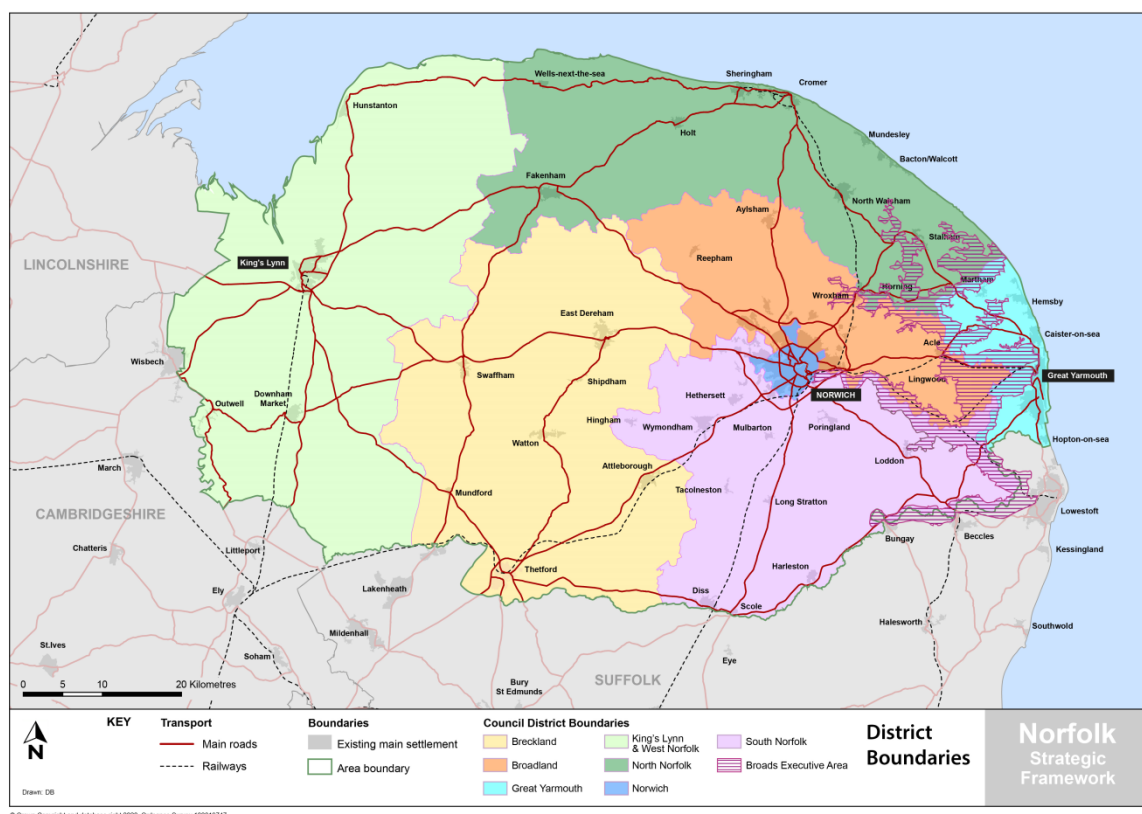 Wells-next-the-sea
Sheringham
Cromer
Hunstanton
Holt
Mundesley
Bacton/Walcott
Fakenham
North Walsham
Aylsham
Stalham
LINCOLNSHIRE
King's Lynn
Reepham
Martham
Horning
Wroxham
Hemsby
East Dereham
Caister-on-sea
Acle
Wisbech
Swaffham
Shipdham
Lingwood
Great Yarmouth
Downham
Market
Hethersett
NORWICH
Outwell
Hingham
Wymondham
Mulbarton
Poringland
Watton
Hopton-on-sea
Attleborough
Loddon
March
Tacolneston
Mundford
Long Stratton
CAMBRIDGESHIRE
Lowestoft
Bungay
Beccles
Chatteris
Littleport
Kessingland
Thetford
Harleston
Ely
Lakenheath
Diss
Scole
Mildenhall
Halesworth
Southwold
St.Ives
Soham
Eye
SUFFOLK
Bury
St Edmunds
0 5 10 20 Kilometres
N
Drawn: DB
KEY
Transport
Main roads
Railways
Boundaries
Existing main settlement
Area boundary
Council District Boundaries
Breckland
Broadland
Great Yarmouth
King's Lynn
& West Norfolk
North Norfolk
Norwich
South Norfolk
Broads Executive Area
District
Boundaries
Norfolk
Strategic
Framework